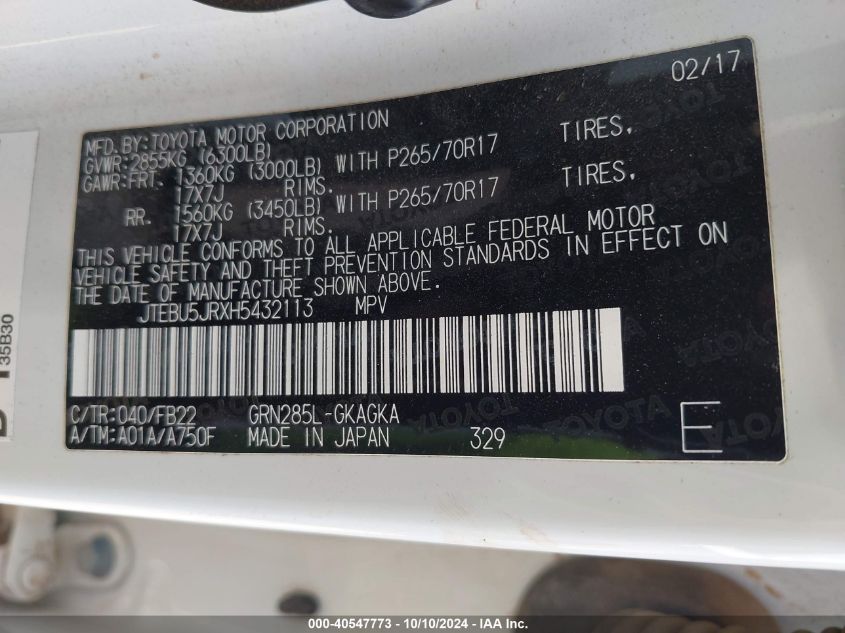 02/17
MFD.BY:TOYOTA MOTOR CORPORATION
GVWR:2855KG (6300LB)
GAWR:FRT. 1360KG (3000LB) WITH P265/70R17 TIRES,
17X7J RIMS.
RR. 1560KG (3450LB) WITH P265/70R17 TIRES,
17X7J RIMS.
THIS VEHICLE CONFORMS TO ALL APPLICABLE FEDERAL MOTOR
VEHICLE SAFETY AND THEFT PREVENTION STANDARDS IN EFFECT ON
THE DATE OF MANUFACTURE SHOWN ABOVE.
JTEBU5JRXH5432113 MPV
C/TR:040/FB22 GRN285L-GKAGKA
A/TM:A01A/A750F MADE IN JAPAN 329 E
35B30
000-40547773 - 10/10/2024 - IAA Inc.